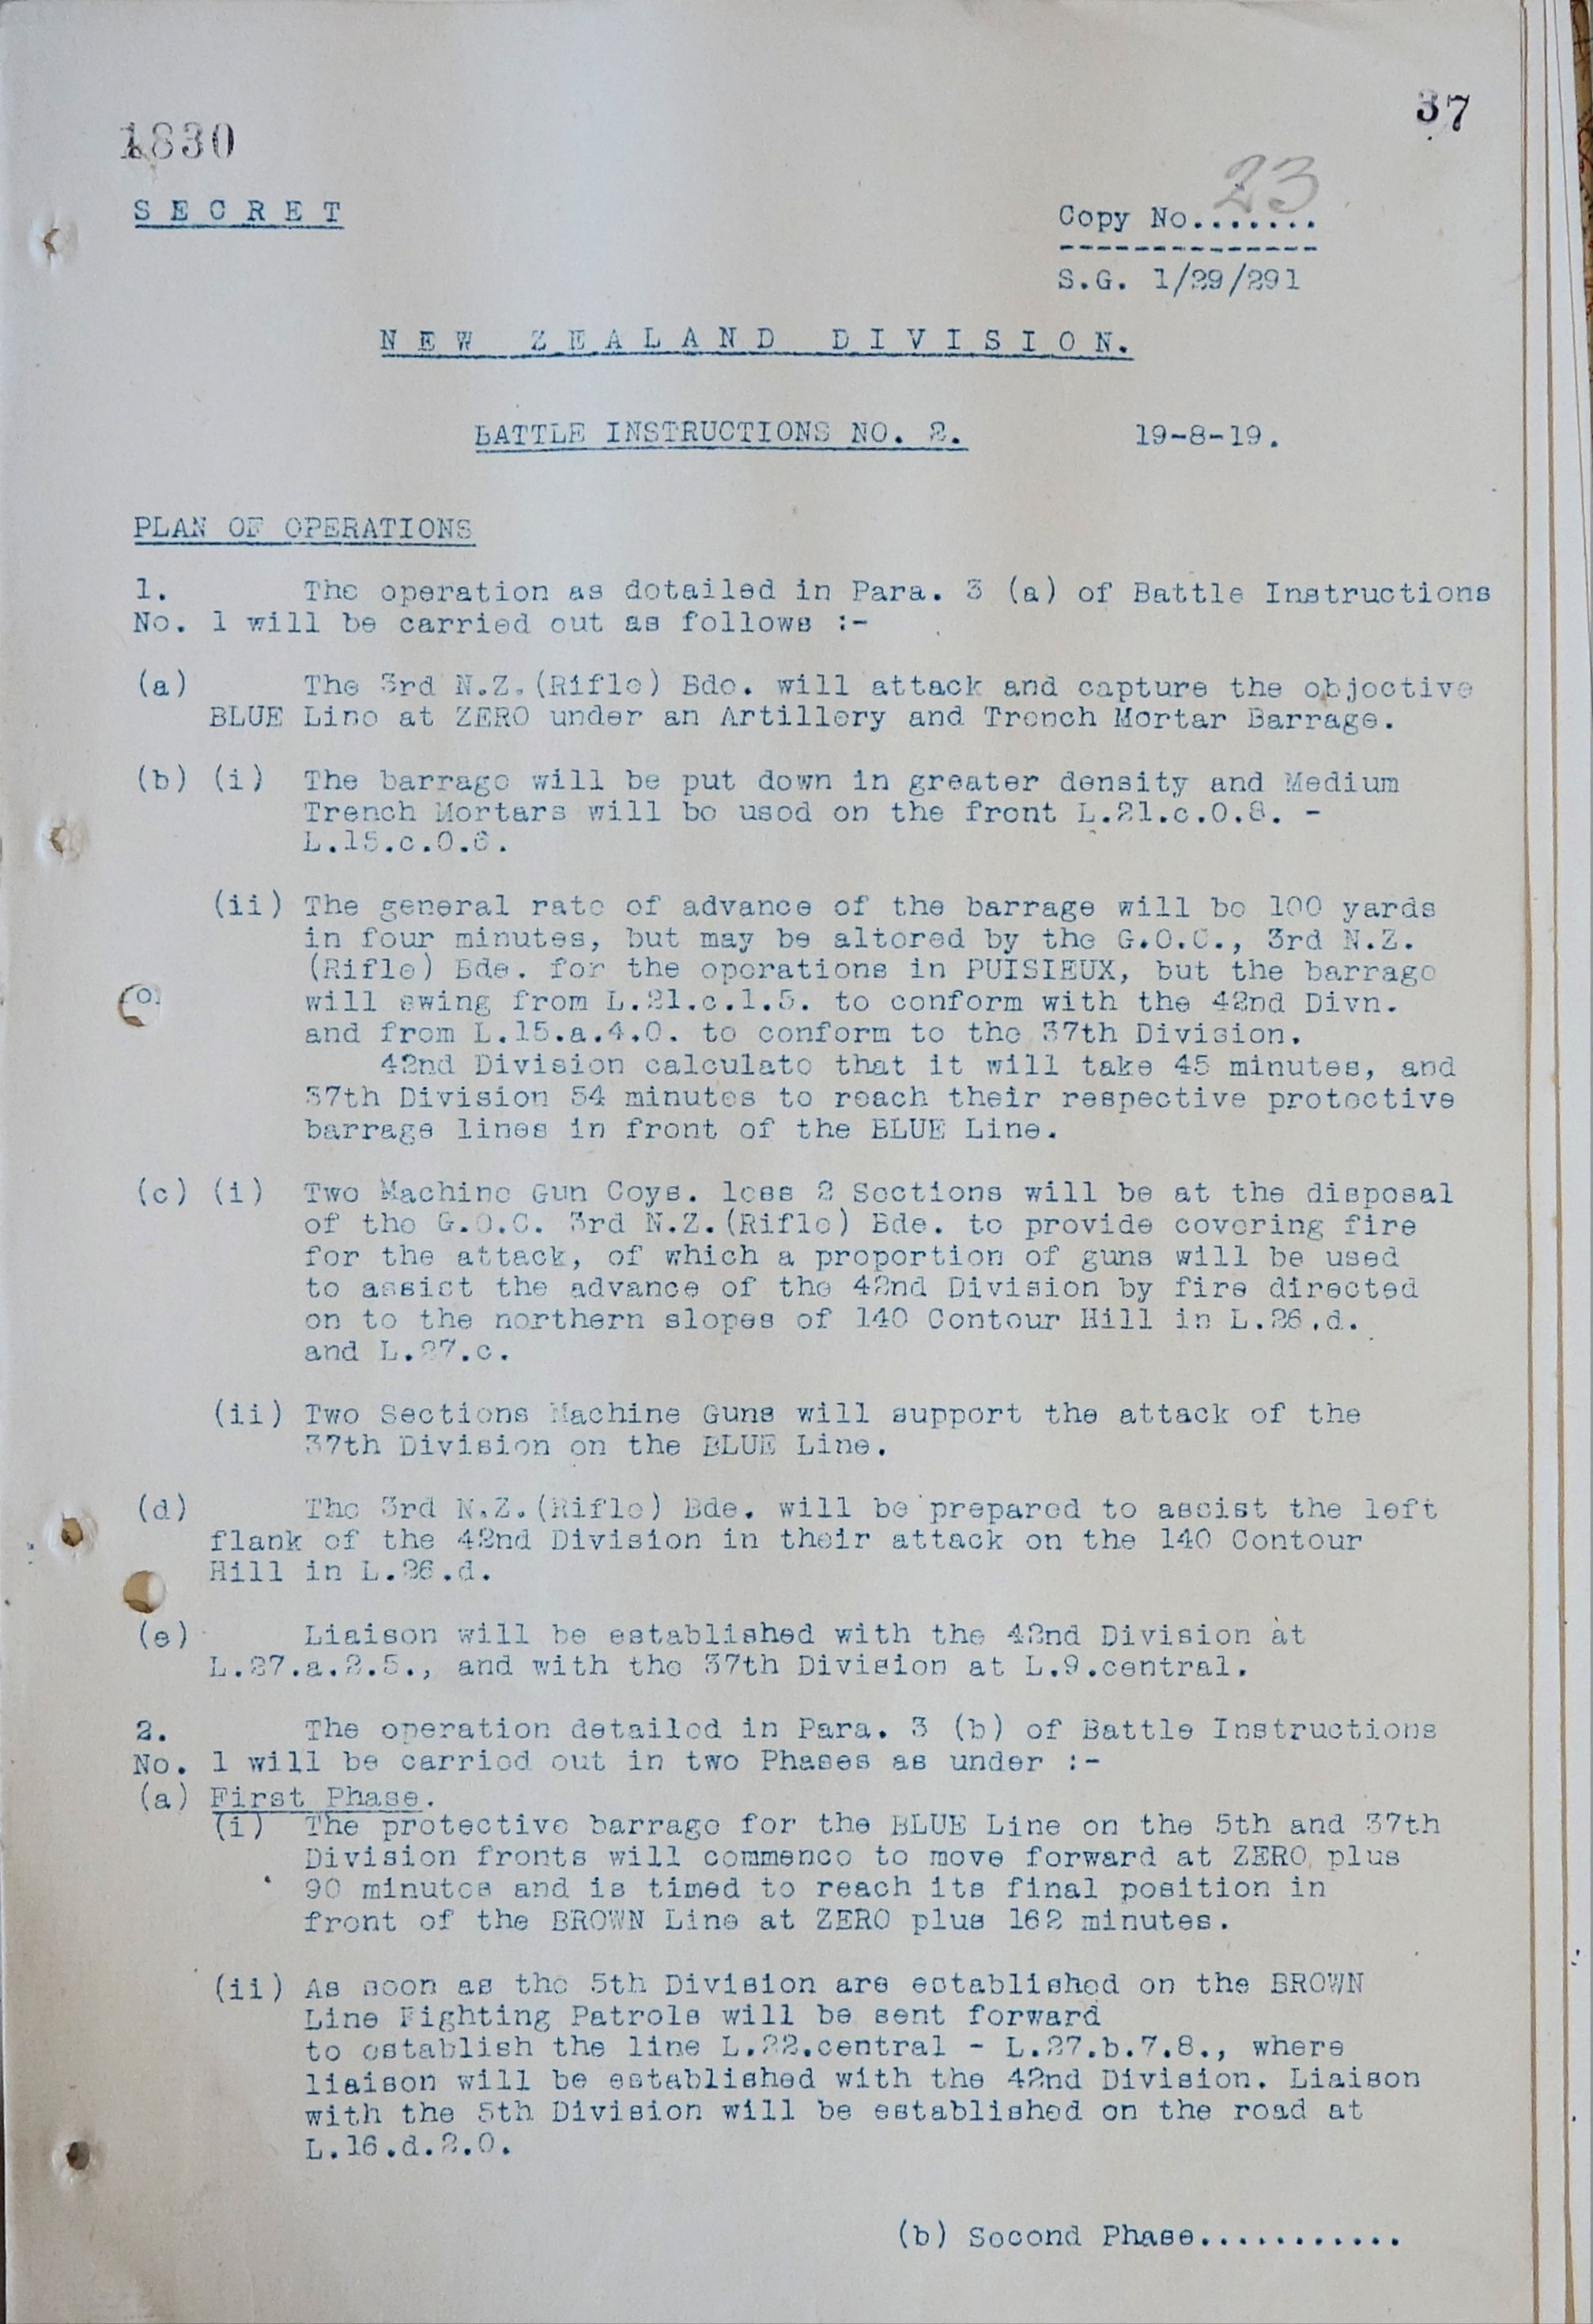 37
1830
23
SECRET
Copy No.......
S.G. 1/29/291
NEW ZEALAND DIVISION.
BATTLE INSTRUCTIONS NO. 2. 19-8-19.
PLAN OF OPERATIONS
1. The operation as detailed in Para. 3 (a) of Battle Instructions
No. 1 will be carried out as follows :-
(a) The 3rd N.Z.(Rifle) Bde. will attack and capture the objective
BLUE Line at ZERO under an Artillery and Trench Mortar Barrage.
(b) (i) The barrage will be put down in greater density and Medium
Trench Mortars will be used on the front L.21.c.0.8. -
L.15.c.0.6.
(ii) The general rate of advance of the barrage will be 100 yards
in four minutes, but may be altered by the G.O.C., 3rd N.Z.
(Rifle) Bde. for the operations in PUISIEUX, but the barrage
will swing from L.21.c.1.5. to conform with the 42nd Divn.
and from L.15.a.4.0. to conform to the 37th Division.
42nd Division calculate that it will take 45 minutes, and
37th Division 54 minutes to reach their respective protective
barrage lines in front of the BLUE Line.
(c) (i) Two Machine Gun Coys. less 2 Sections will be at the disposal
of the G.O.C. 3rd N.Z.(Rifle) Bde. to provide covering fire
for the attack, of which a proportion of guns will be used
to assist the advance of the 42nd Division by fire directed
on to the northern slopes of 140 Contour Hill in L.26.d.
and L.27.c.
(ii) Two Sections Machine Guns will support the attack of the
37th Division on the BLUE Line.
(d) The 3rd N.Z.(Rifle) Bde. will be prepared to assist the left
flank of the 42nd Division in their attack on the 140 Contour
Hill in L.26.d.
(e) Liaison will be established with the 42nd Division at
L.27.a.2.5., and with the 37th Division at L.9.central.
2. The operation detailed in Para. 3 (b) of Battle Instructions
No. 1 will be carried out in two Phases as under :-
(a) First Phase.
(i) The protective barrage for the BLUE Line on the 5th and 37th
Division fronts will commence to move forward at ZERO plus
90 minutes and is timed to reach its final position in
front of the BROWN Line at ZERO plus 162 minutes.
(ii) As soon as the 5th Division are established on the BROWN
Line Fighting Patrols will be sent forward
to establish the line L.22.central - L.27.b.7.8., where
liaison will be established with the 42nd Division. Liaison
with the 5th Division will be established on the road at
L.16.d.2.0.
(b) Second Phase............